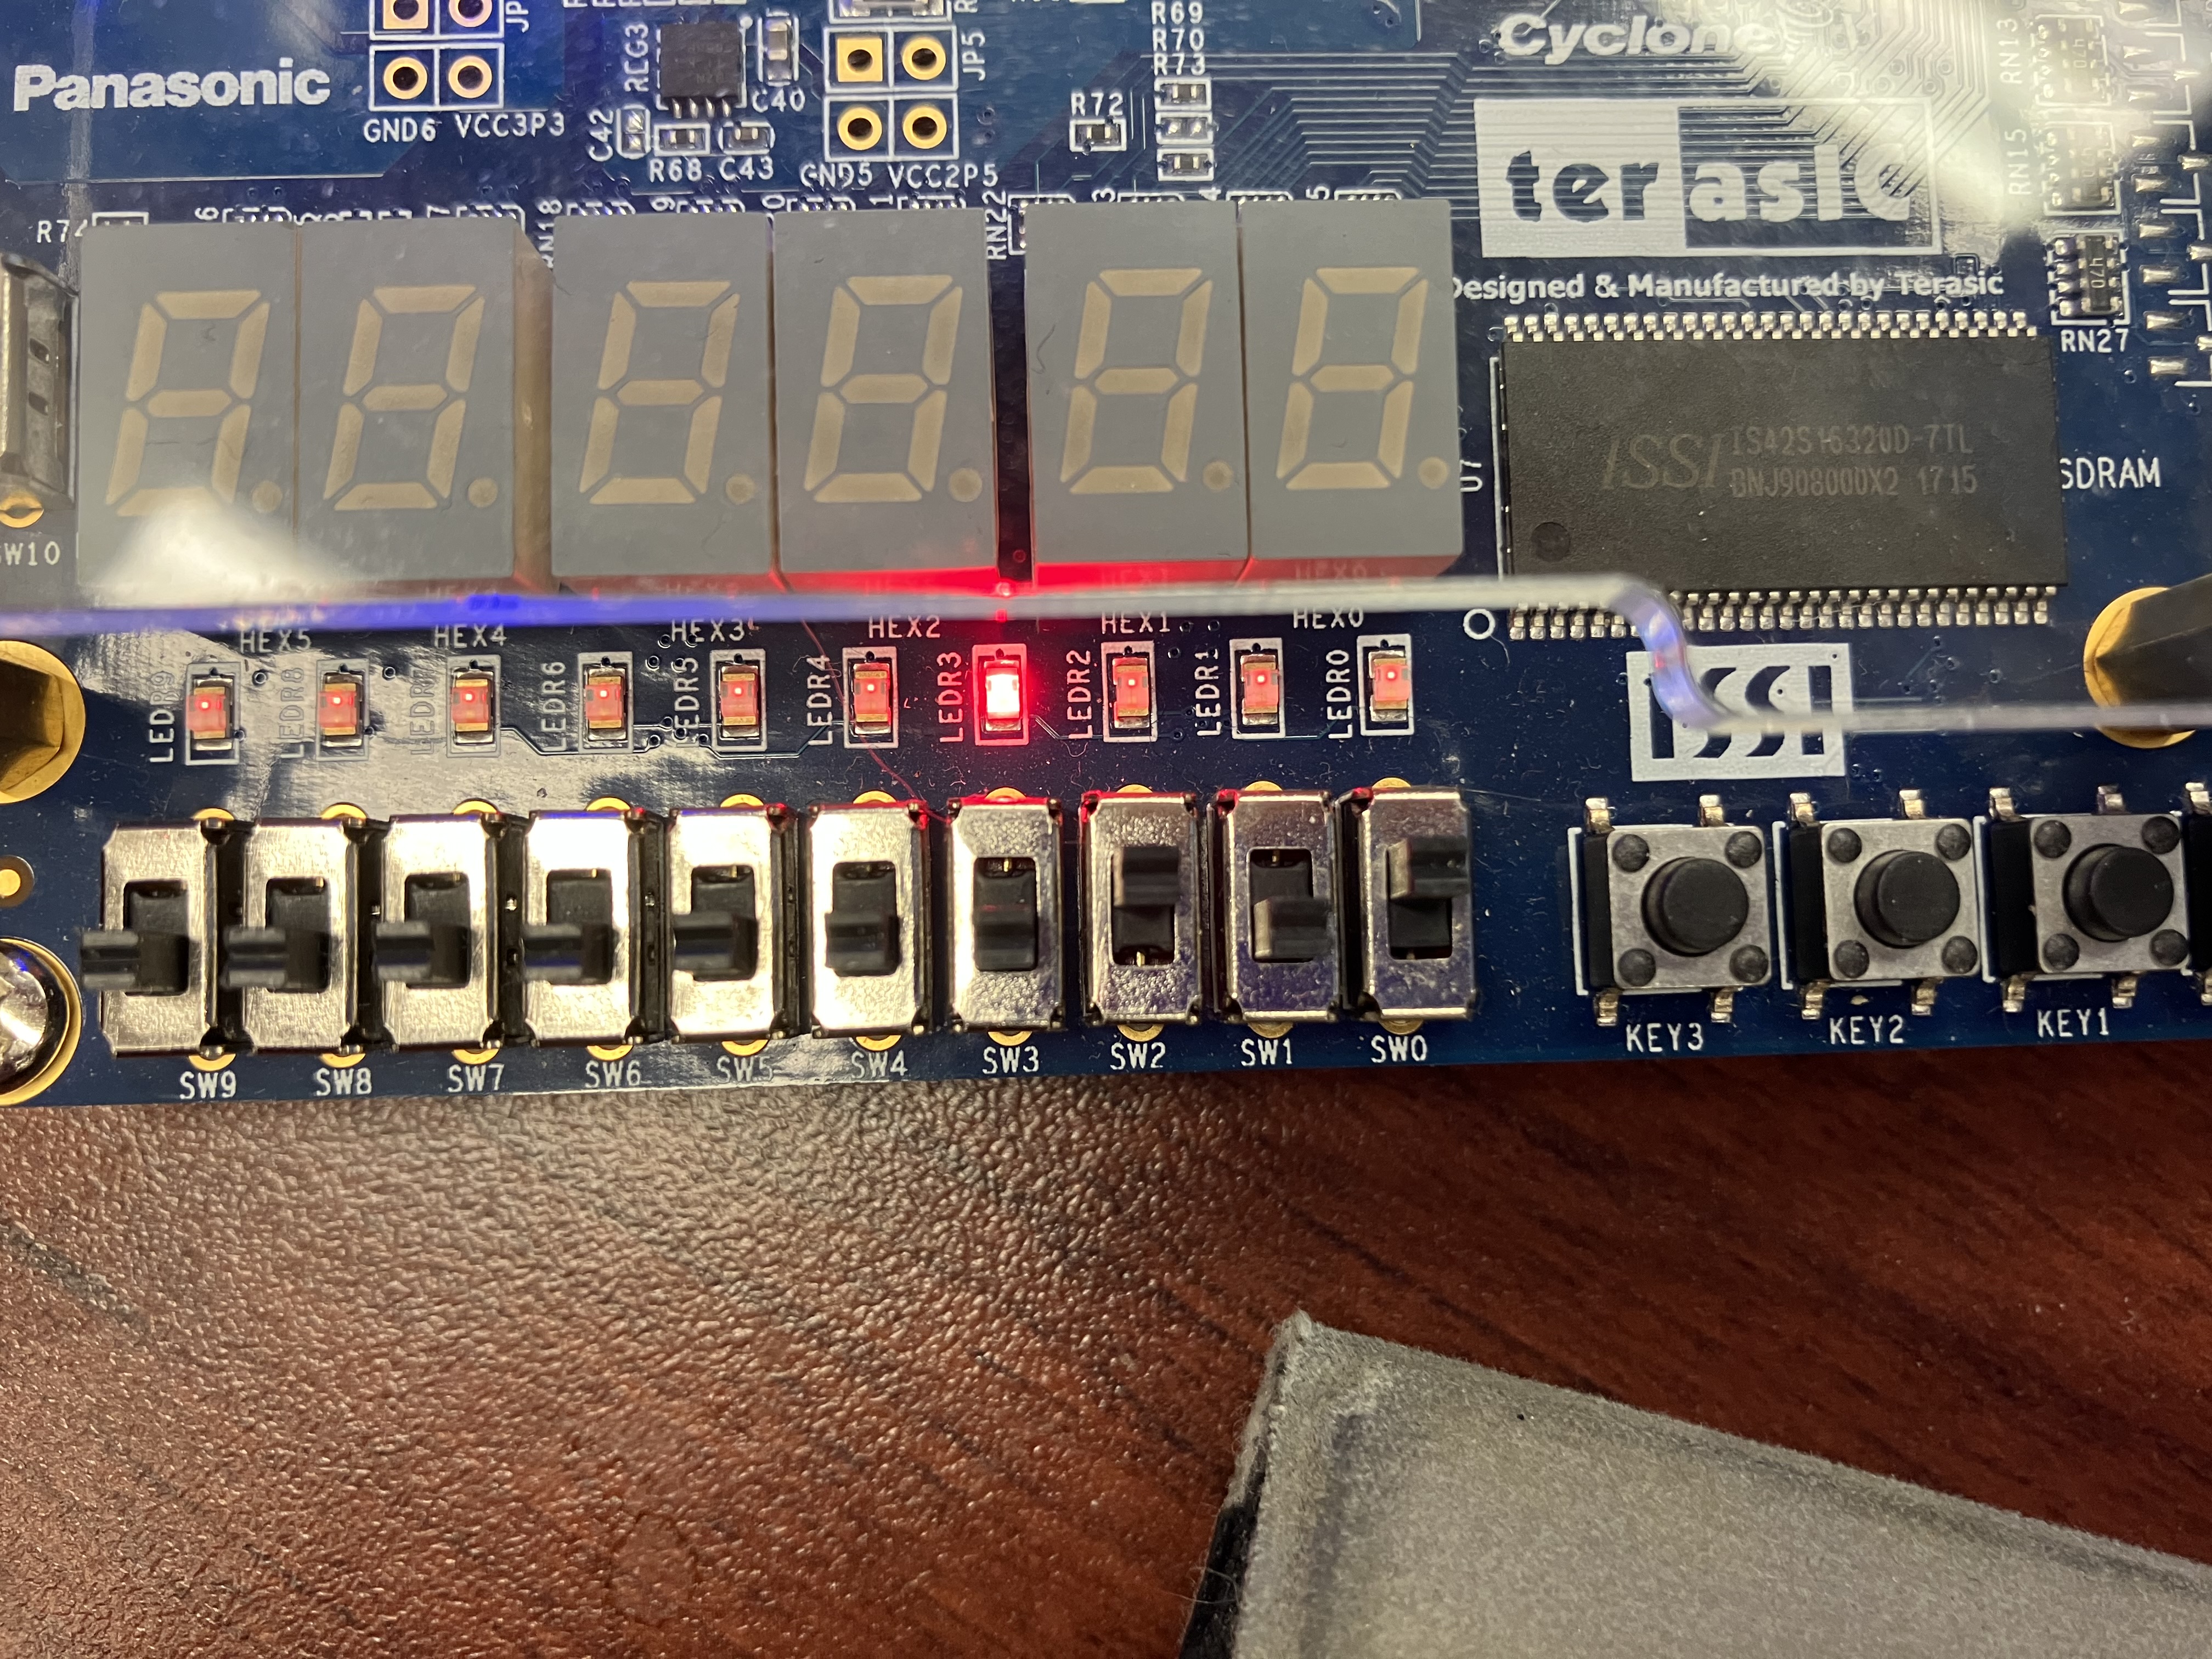 Panasonic
GND6 VCC3P3
REG3
C42
C40
R68 C43
JP5
GND5 VCC2P5
R69
R70
R73
R72
Cyclone
RN13
RN15
terasic
Designed & Manufactured by Terasic
RN27
R74
RN18
RN22
ISSI IS42S16320D-7TL
BNJ908000X2 1715
U7
SDRAM
SW10
HEX5 HEX4 HEX3 HEX2 HEX1 HEX0
LEDR9 LEDR8 LEDR7 LEDR6 LEDR5 LEDR4 LEDR3 LEDR2 LEDR1 LEDR0
ISSI
SW9 SW8 SW7 SW6 SW5 SW4 SW3 SW2 SW1 SW0
KEY3 KEY2 KEY1